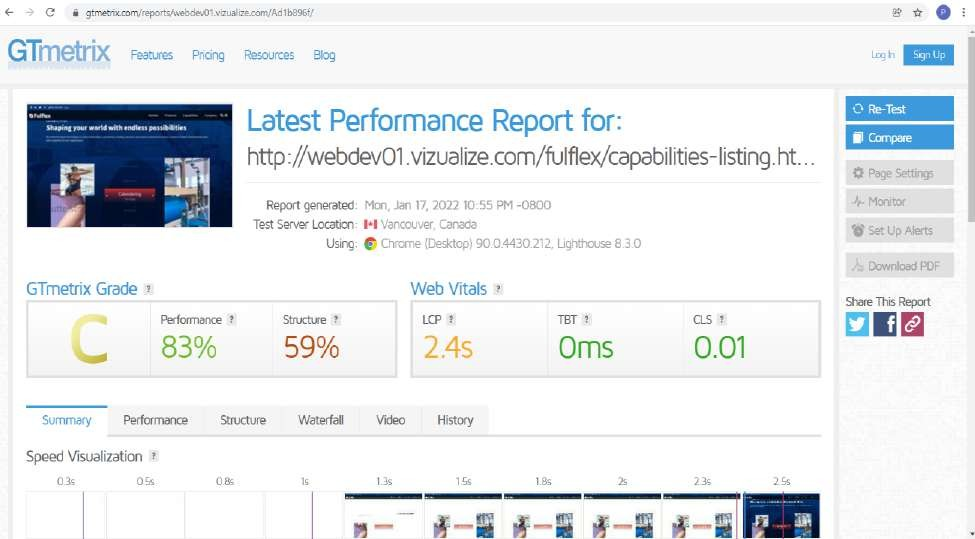 gtmetrix.com/reports/webdev01.vizualize.com/Ad1b896f/
P
GTmetrix
Features Pricing Resources Blog
Log In Sign Up
Fulflex
Shaping your world with endless possibilities
Calendering
Latest Performance Report for:
http://webdev01.vizualize.com/fulflex/capabilities-listing.ht...
Report generated: Mon, Jan 17, 2022 10:55 PM -0800
Test Server Location: Vancouver, Canada
Using: Chrome (Desktop) 90.0.4430.212, Lighthouse 8.3.0
Re-Test
Compare
Page Settings
Monitor
Set Up Alerts
Download PDF
Share This Report
GTmetrix Grade ?
C
Performance ?
83%
Structure ?
59%
Web Vitals ?
LCP ?
2.4s
TBT ?
0ms
CLS ?
0.01
Summary Performance Structure Waterfall Video History
Speed Visualization ?
0.3s 0.5s 0.8s 1s 1.3s 1.5s 1.8s 2s 2.3s 2.5s